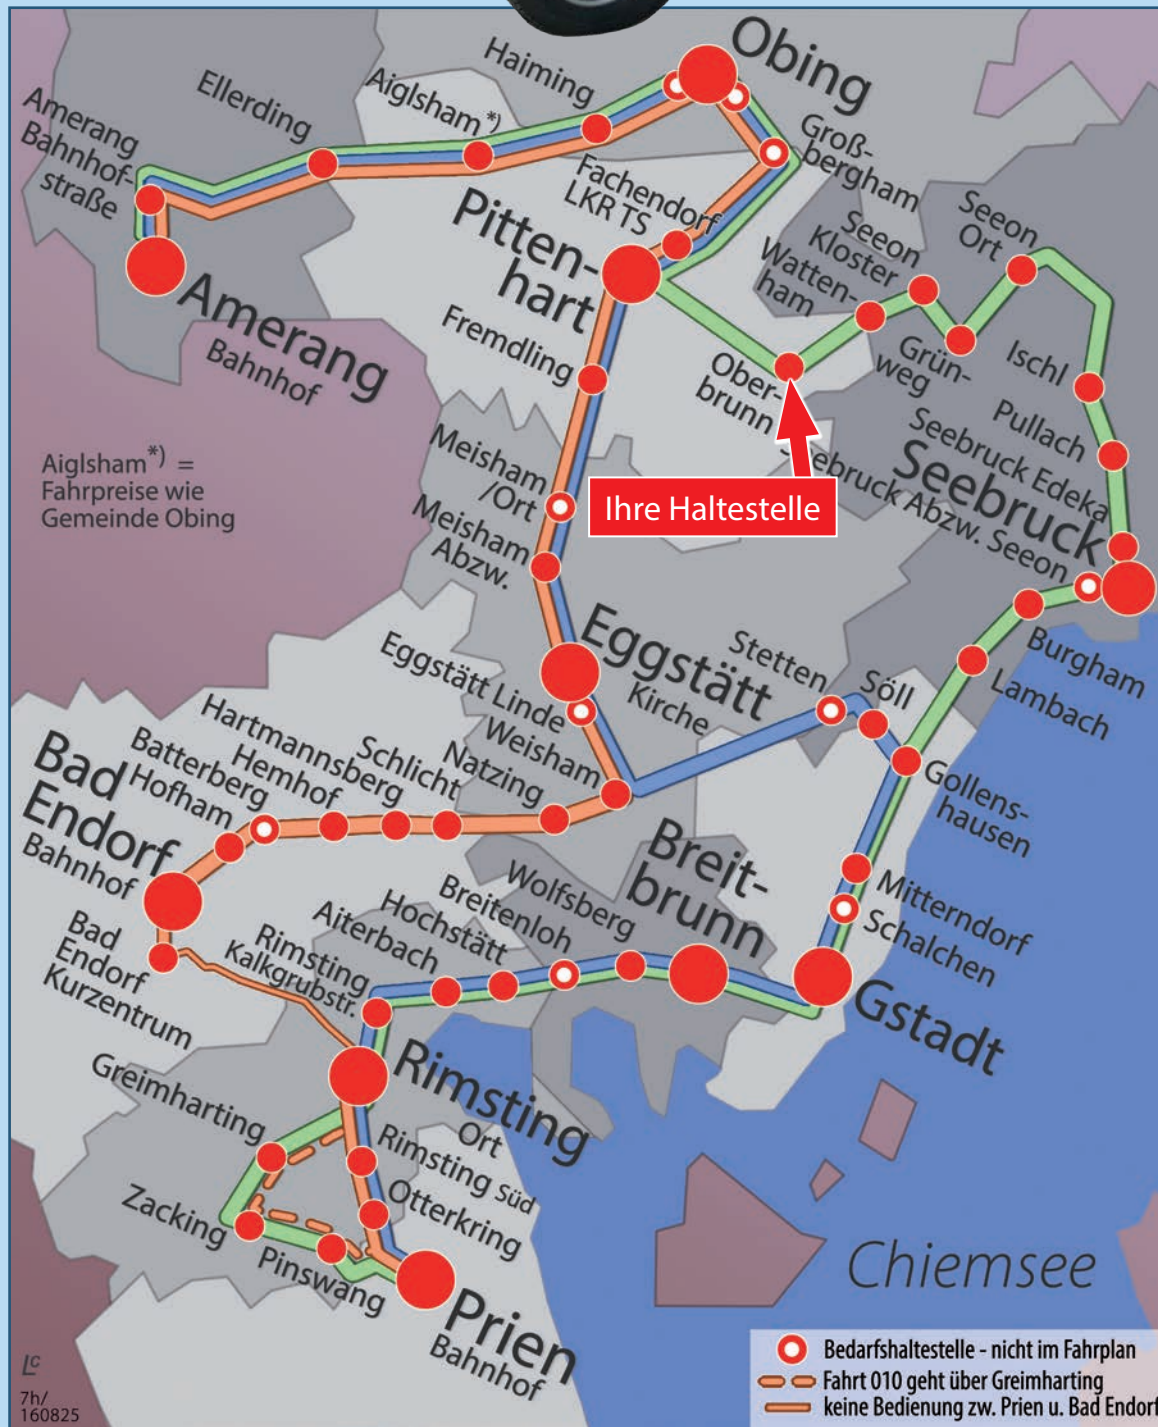 Obing
Haiming
Aiglsham *)
Ellerding
Amerang
Bahnhof-
straße
Groß-
bergham
Fachendorf
LKR TS
Pitten-
hart
Seeon
Ort
Seeon
Kloster
Watten-
ham
Amerang
Bahnhof
Fremdling
Ober-
brunn
Grün-
weg
Ischl
Pullach
Seebruck Edeka
Seebruck
Seebruck Abzw. Seeon
Aiglsham *) =
Fahrpreise wie
Gemeinde Obing
Meisham
/Ort
Ihre Haltestelle
Meisham
Abzw.
Eggstätt
Kirche
Stetten
Söll
Burgham
Lambach
Eggstätt Linde
Weisham
Natzing
Schlicht
Hartmannsberg
Hemhof
Batterberg
Hofham
Bad
Endorf
Bahnhof
Gollens-
hausen
Breit-
brunn
Wolfsberg
Breitenloh
Hochstätt
Aiterbach
Rimsting
Kalkgrubstr.
Mitterndorf
Schalchen
Gstadt
Bad
Endorf
Kurzentrum
Rimsting
Ort
Greimharting
Rimsting Süd
Otterkring
Zacking
Pinswang
Prien
Bahnhof
Chiemsee
Bedarfshaltestelle - nicht im Fahrplan
Fahrt 010 geht über Greimharting
keine Bedienung zw. Prien u. Bad Endorf
Lc
7h/
160825